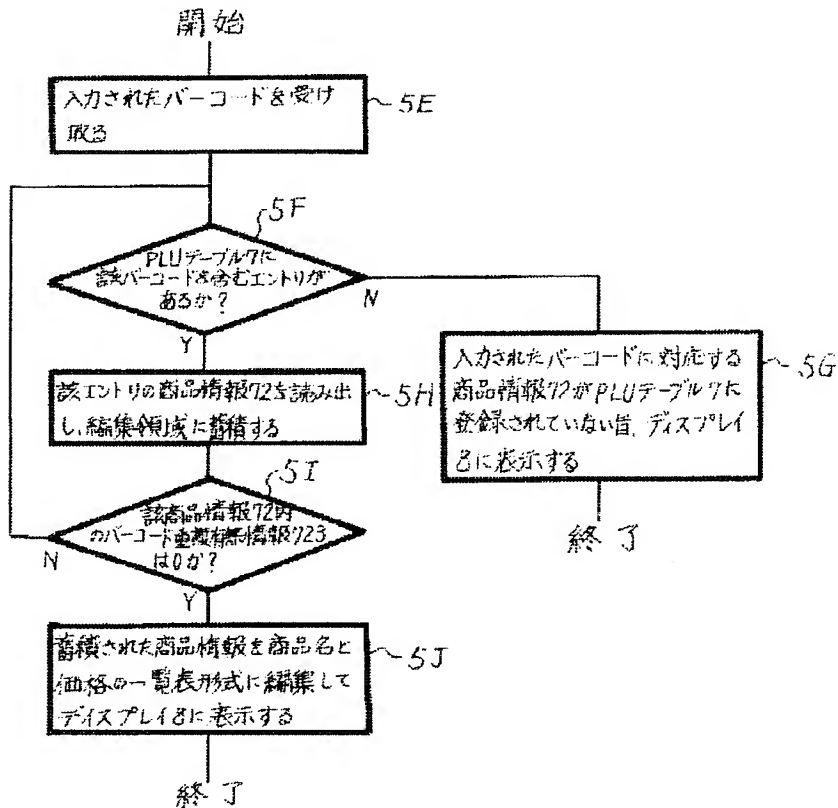 開始
入力されたバーコードを受け
取る
5E
5F
PLUテーブル7に
該バーコードを含むエントリが
あるか?
N
Y
入力されたバーコードに対応する
商品情報72がPLUテーブル7に
登録されていない旨、ディスプレイ
8に表示する
5G
終了
該エントリの商品情報72を読み出
し、編集領域に蓄積する
5H
5I
該商品情報72内
のバーコード重複有無情報723
は0か?
N
Y
蓄積された商品情報を商品名と
価格の一覧表形式に編集して
ディスプレイ8に表示する
5J
終了